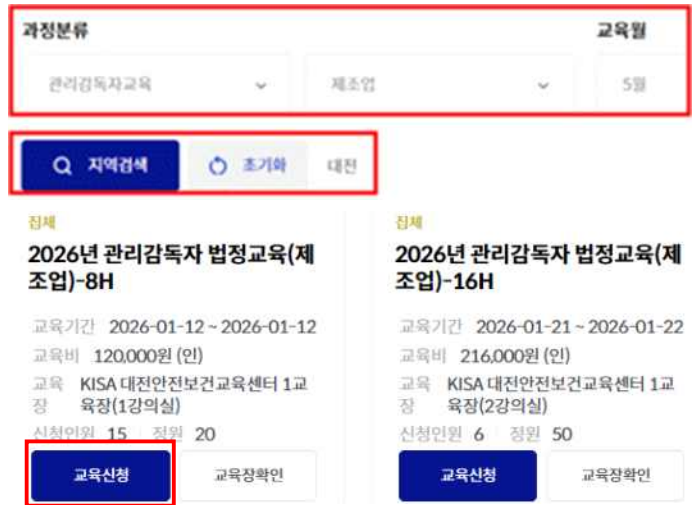 과정분류 교육월
관리감독자교육 제조업 5월
지역검색 초기화 대전
집체
2026년 관리감독자 법정교육(제
조업)-8H
교육기간 2026-01-12 ~ 2026-01-12
교육비 120,000원 (인)
교육 KISA 대전안전보건교육센터 1교
장 육장(1강의실)
신청인원 15 정원 20
교육신청 교육장확인
집체
2026년 관리감독자 법정교육(제
조업)-16H
교육기간 2026-01-21 ~ 2026-01-22
교육비 216,000원 (인)
교육 KISA 대전안전보건교육센터 1교
장 육장(2강의실)
신청인원 6 정원 50
교육신청 교육장확인